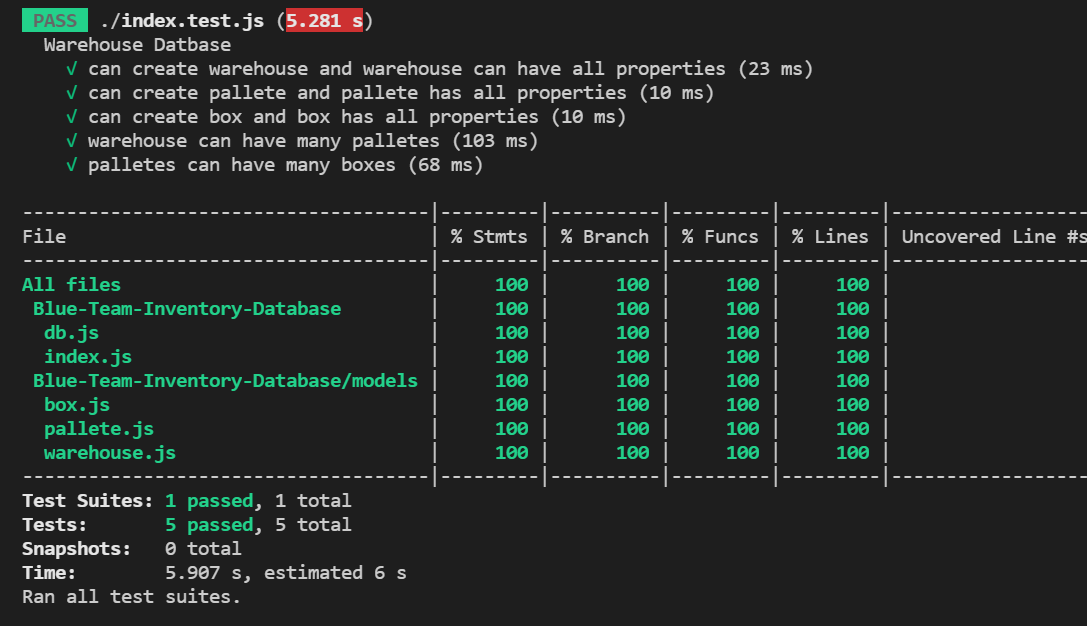 PASS ./index.test.js (5.281 s)
Warehouse Datbase
√ can create warehouse and warehouse can have all properties (23 ms)
√ can create pallete and pallete has all properties (10 ms)
√ can create box and box has all properties (10 ms)
√ warehouse can have many palletes (103 ms)
√ palletes can have many boxes (68 ms)
-------------------------------------|---------|----------|---------|---------|------------------
File | % Stmts | % Branch | % Funcs | % Lines | Uncovered Line #s
-------------------------------------|---------|----------|---------|---------|------------------
All files | 100 | 100 | 100 | 100 |
Blue-Team-Inventory-Database | 100 | 100 | 100 | 100 |
db.js | 100 | 100 | 100 | 100 |
index.js | 100 | 100 | 100 | 100 |
Blue-Team-Inventory-Database/models | 100 | 100 | 100 | 100 |
box.js | 100 | 100 | 100 | 100 |
pallete.js | 100 | 100 | 100 | 100 |
warehouse.js | 100 | 100 | 100 | 100 |
-------------------------------------|---------|----------|---------|---------|------------------
Test Suites: 1 passed, 1 total
Tests: 5 passed, 5 total
Snapshots: 0 total
Time: 5.907 s, estimated 6 s
Ran all test suites.